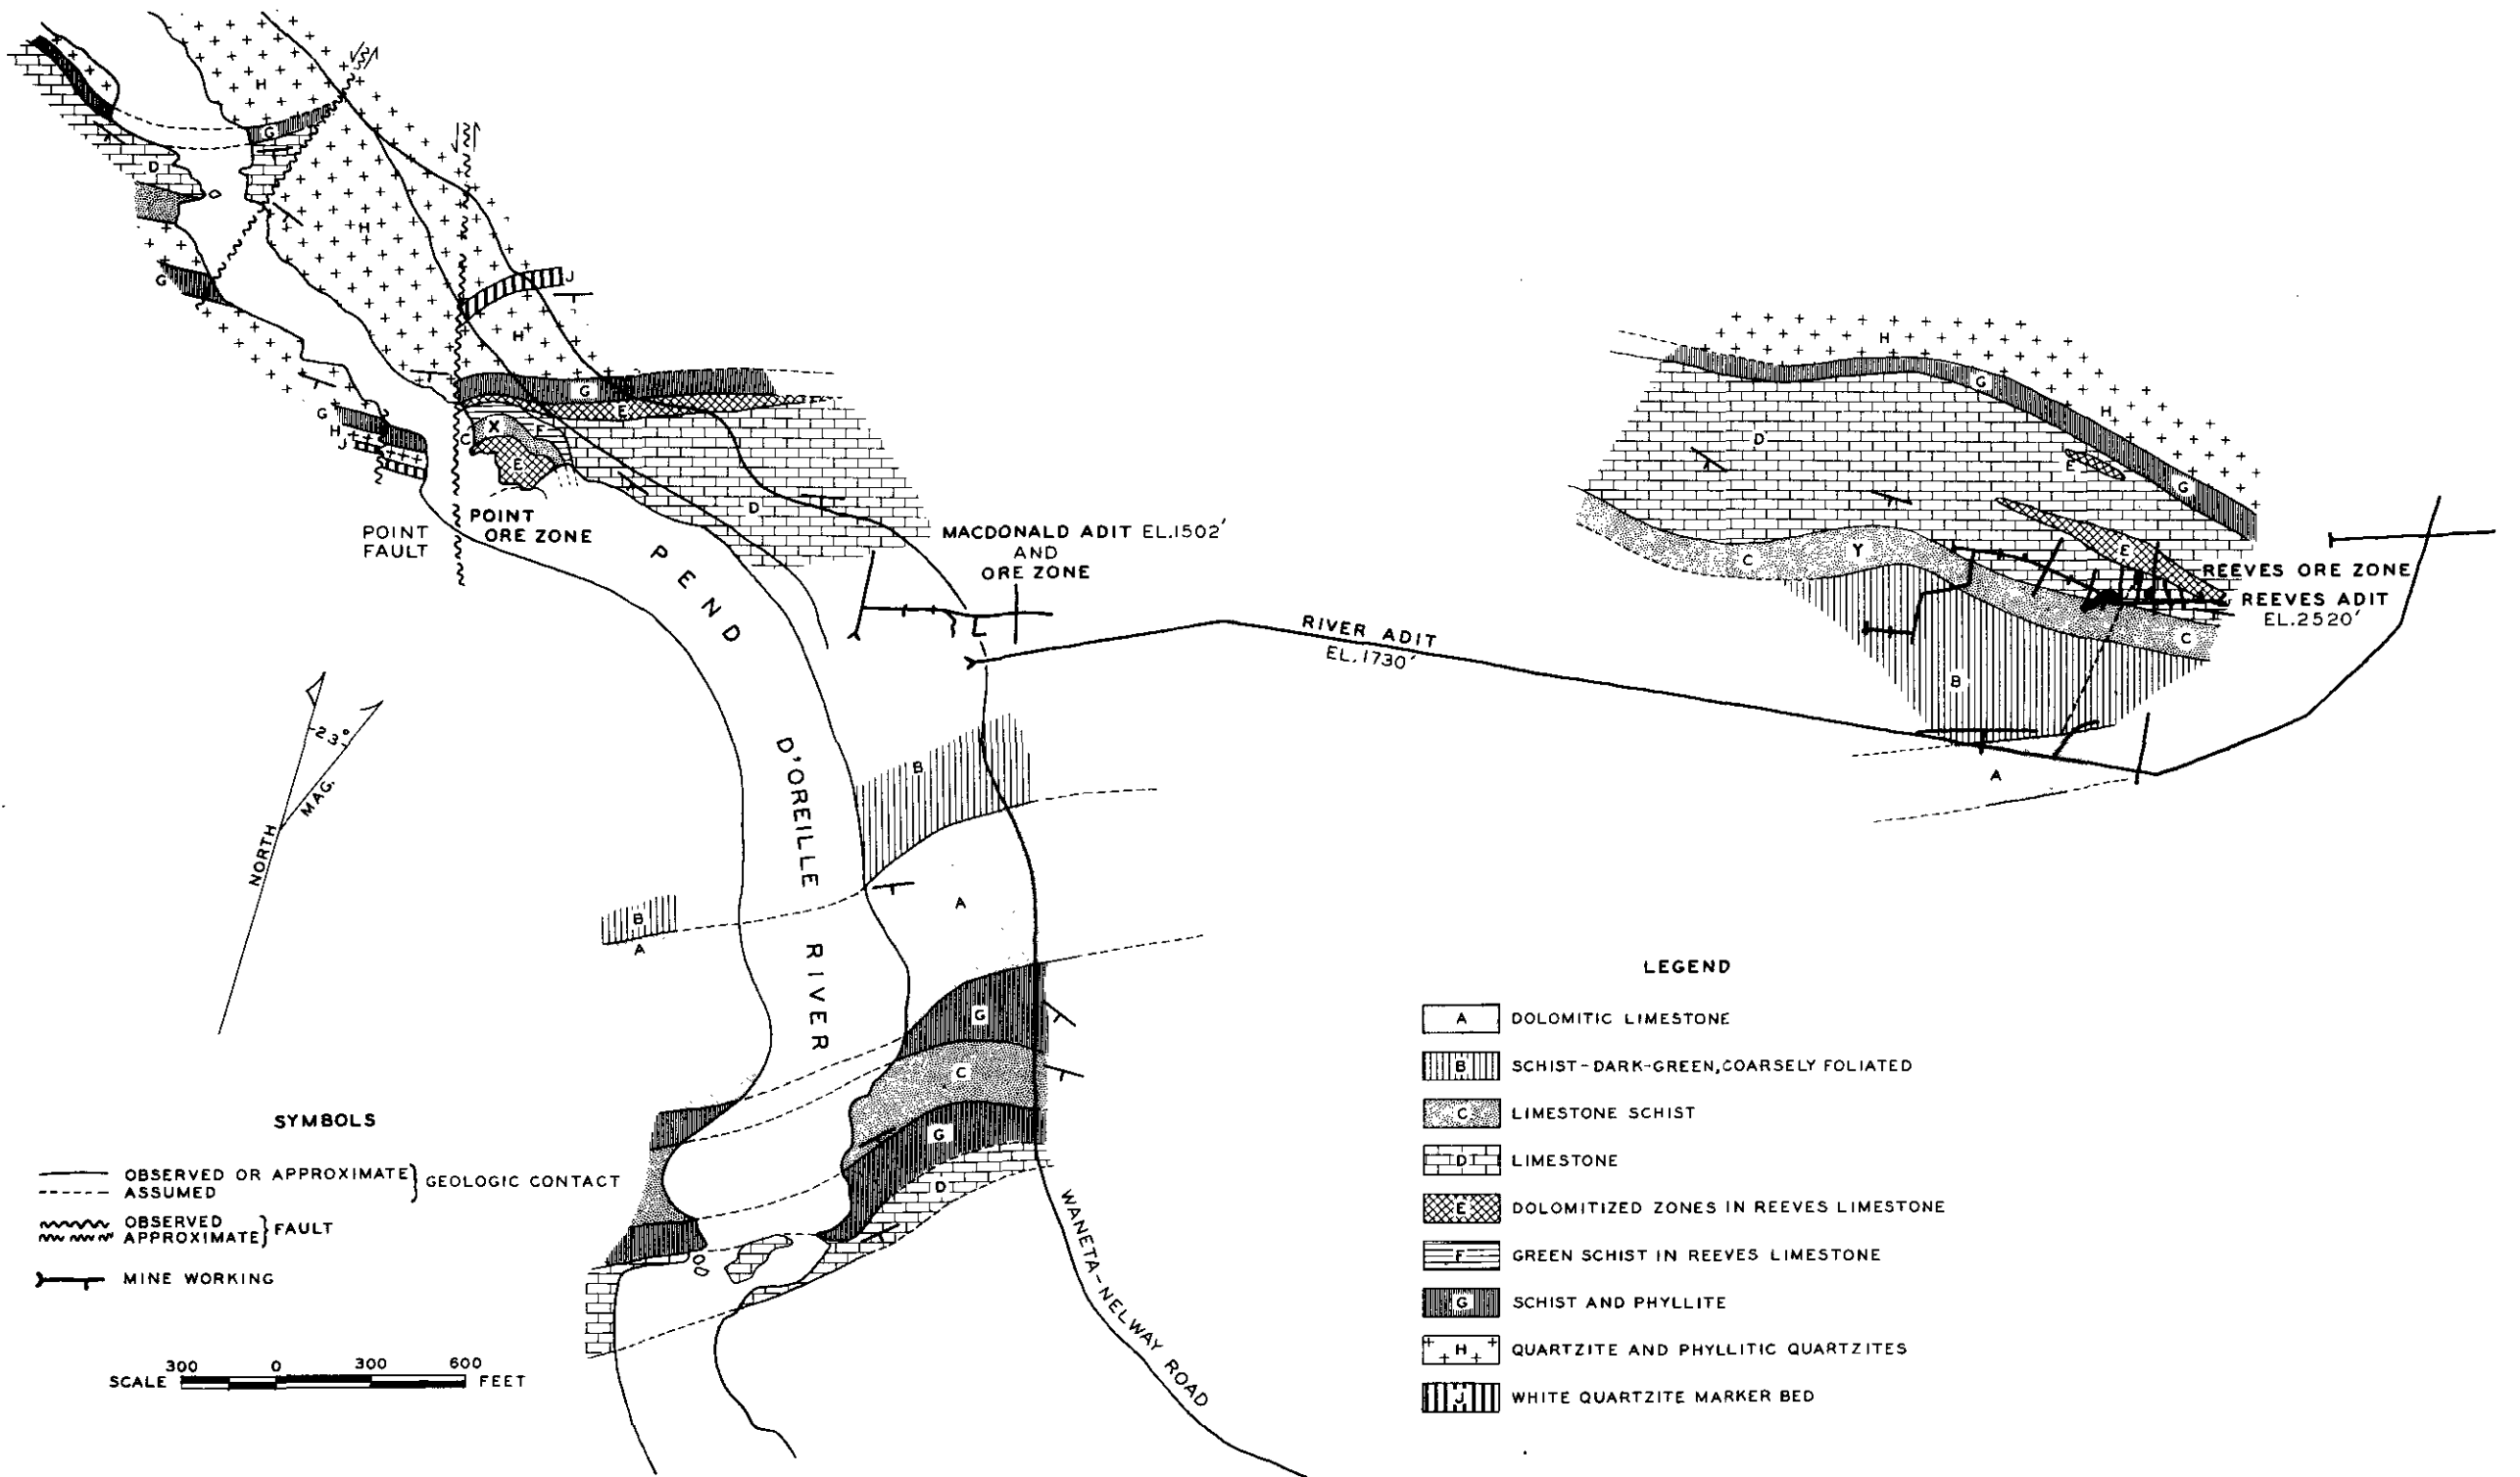 H
G
D
G
H
J
H
G
E
F
X
C
E
D
G
H
J
POINT
FAULT
POINT
ORE ZONE
MACDONALD ADIT EL.1502'
AND
ORE ZONE
PEND
D'OREILLE
RIVER
RIVER ADIT
EL.1730'
H
G
H
D
E
G
C
Y
E
REEVES ORE ZONE
REEVES ADIT
EL.2520'
C
B
A
23°
MAG.
NORTH
B
A
B
A
G
C
G
D
WANETA-NELWAY ROAD
SYMBOLS
OBSERVED OR APPROXIMATE
ASSUMED
GEOLOGIC CONTACT
OBSERVED
APPROXIMATE
FAULT
MINE WORKING
300 0 300 600
SCALE FEET
LEGEND
A DOLOMITIC LIMESTONE
B SCHIST-DARK-GREEN, COARSELY FOLIATED
C LIMESTONE SCHIST
D LIMESTONE
E DOLOMITIZED ZONES IN REEVES LIMESTONE
F GREEN SCHIST IN REEVES LIMESTONE
G SCHIST AND PHYLLITE
H QUARTZITE AND PHYLLITIC QUARTZITES
J WHITE QUARTZITE MARKER BED